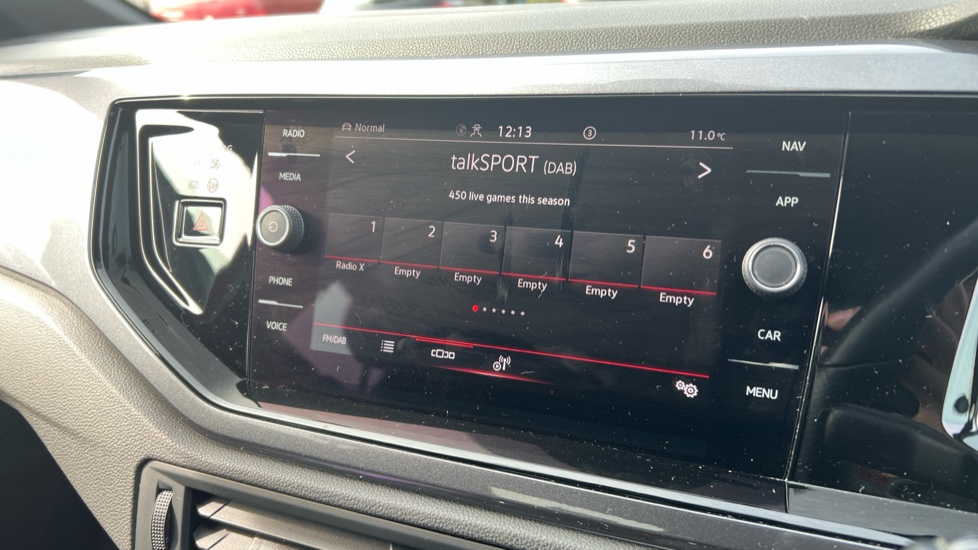 RADIO
MEDIA
PHONE
VOICE
Normal
12:13
3
11.0°C
talkSPORT (DAB)
450 live games this season
1 2 3 4 5 6
Radio X Empty Empty Empty Empty Empty
FM/DAB
NAV
APP
CAR
MENU